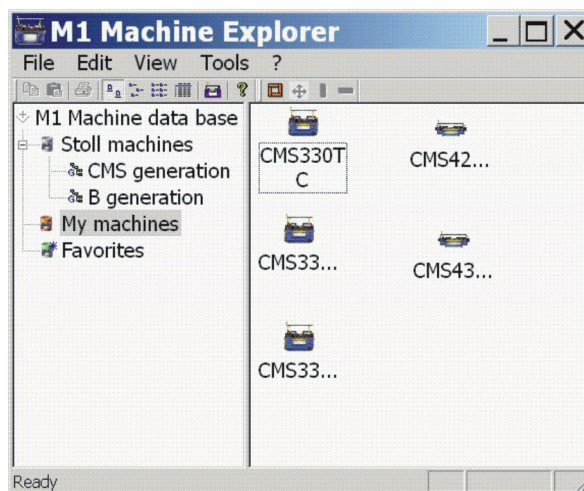 M1 Machine Explorer
File Edit View Tools ?
M1 Machine data base
Stoll machines
CMS generation
B generation
My machines
Favorites
CMS330T
C
CMS42...
CMS33...
CMS43...
CMS33...
Ready